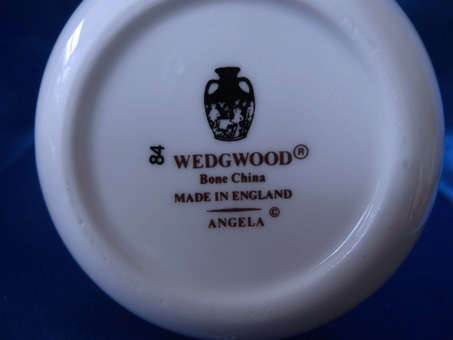 84
WEDGWOOD®
Bone China
MADE IN ENGLAND
©
ANGELA